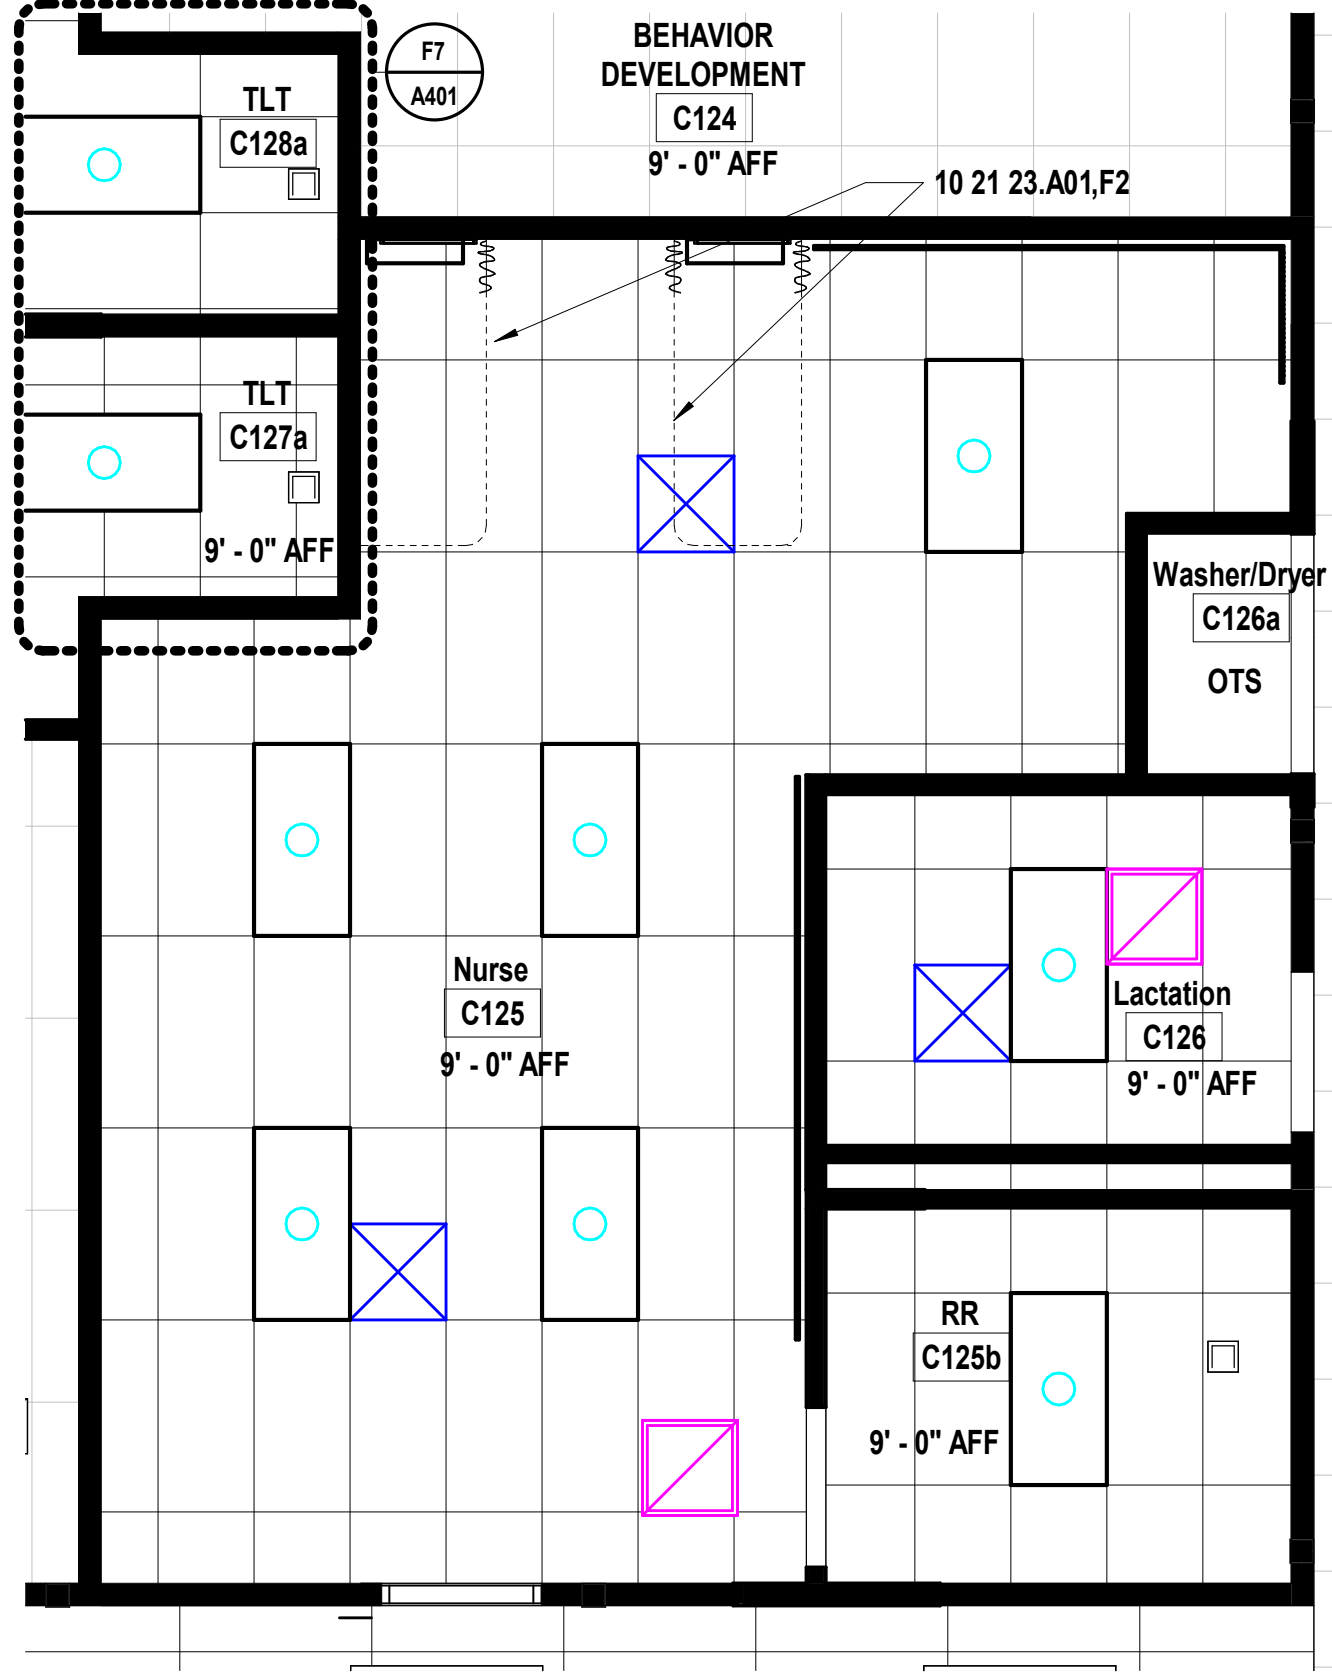 F7
A401
BEHAVIOR
DEVELOPMENT
C124
9' - 0" AFF
10 21 23.A01,F2
TLT
C128a
TLT
C127a
9' - 0" AFF
Washer/Dryer
C126a
OTS
Nurse
C125
9' - 0" AFF
Lactation
C126
9' - 0" AFF
RR
C125b
9' - 0" AFF